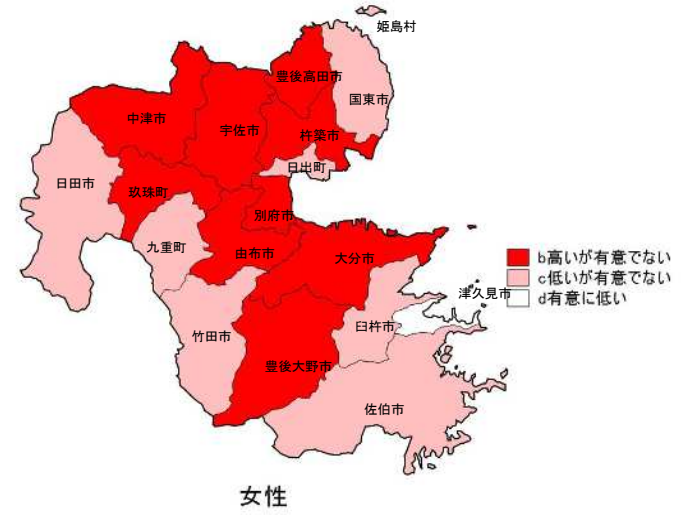 姫島村
豊後高田市
国東市
中津市
宇佐市
杵築市
日出町
日田市
玖珠町
別府市
九重町
由布市
大分市
b高いが有意でない
c低いが有意でない
d有意に低い
津久見市
臼杵市
竹田市
豊後大野市
佐伯市
女性